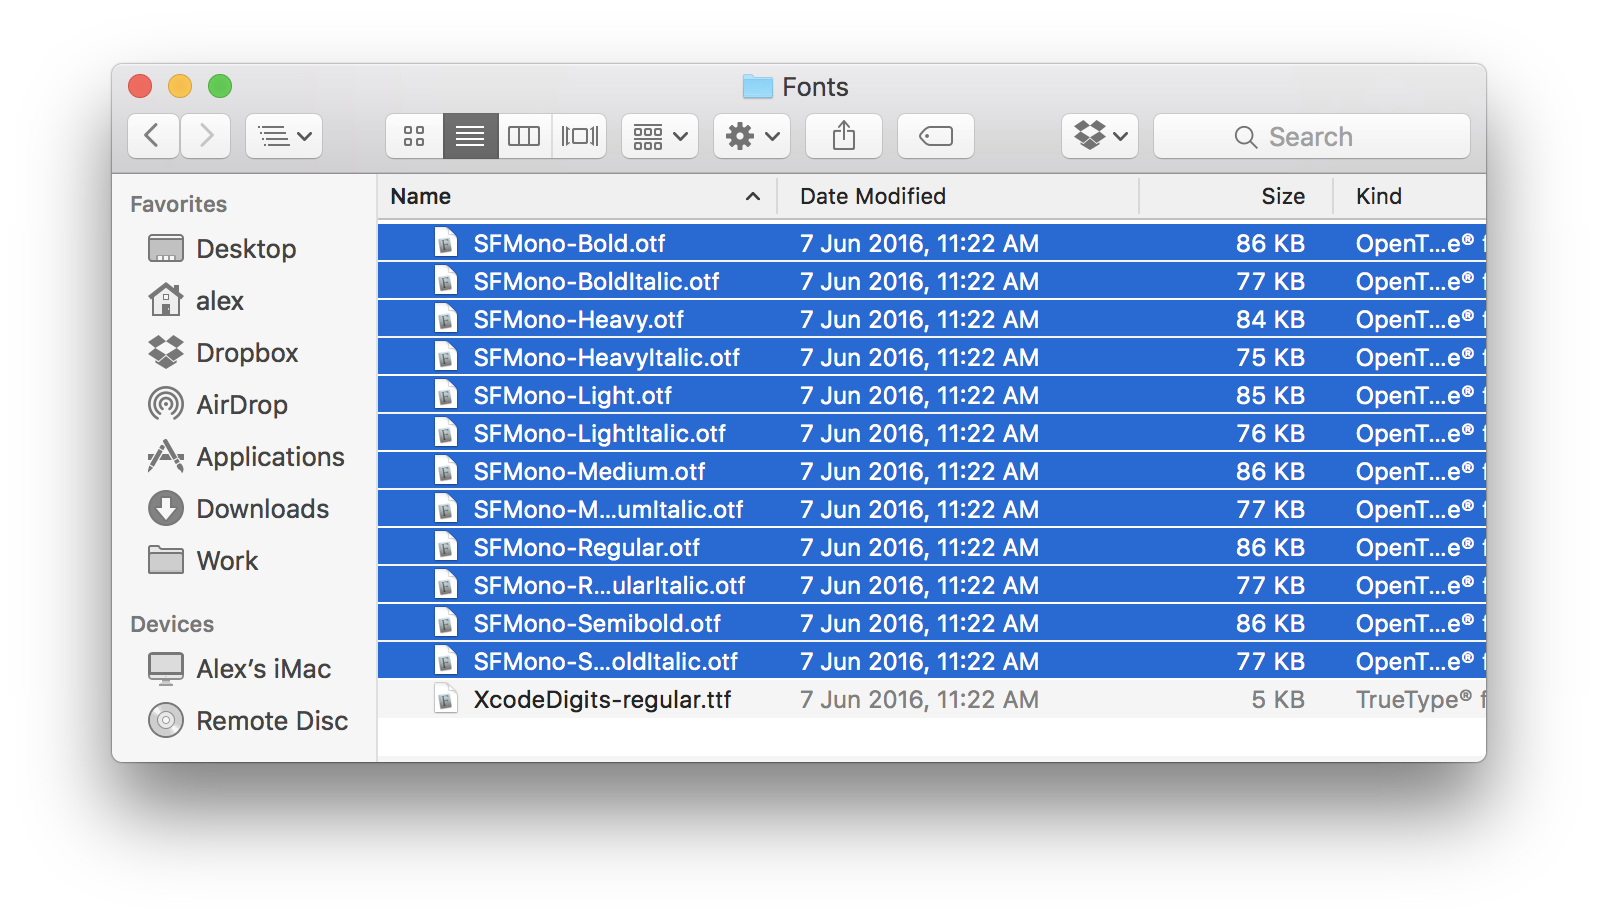 Fonts
Search
Favorites
Desktop
alex
Dropbox
AirDrop
Applications
Downloads
Work
Devices
Alex’s iMac
Remote Disc
Name Date Modified Size Kind
SFMono-Bold.otf 7 Jun 2016, 11:22 AM 86 KB OpenT...e® f
SFMono-BoldItalic.otf 7 Jun 2016, 11:22 AM 77 KB OpenT...e® f
SFMono-Heavy.otf 7 Jun 2016, 11:22 AM 84 KB OpenT...e® f
SFMono-HeavyItalic.otf 7 Jun 2016, 11:22 AM 75 KB OpenT...e® f
SFMono-Light.otf 7 Jun 2016, 11:22 AM 85 KB OpenT...e® f
SFMono-LightItalic.otf 7 Jun 2016, 11:22 AM 76 KB OpenT...e® f
SFMono-Medium.otf 7 Jun 2016, 11:22 AM 86 KB OpenT...e® f
SFMono-M...umItalic.otf 7 Jun 2016, 11:22 AM 77 KB OpenT...e® f
SFMono-Regular.otf 7 Jun 2016, 11:22 AM 86 KB OpenT...e® f
SFMono-R...ularItalic.otf 7 Jun 2016, 11:22 AM 77 KB OpenT...e® f
SFMono-Semibold.otf 7 Jun 2016, 11:22 AM 86 KB OpenT...e® f
SFMono-S...oldItalic.otf 7 Jun 2016, 11:22 AM 77 KB OpenT...e® f
XcodeDigits-regular.ttf 7 Jun 2016, 11:22 AM 5 KB TrueType® f